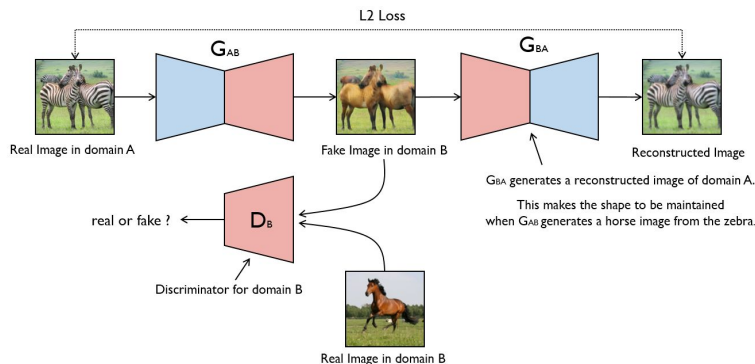 L2 Loss
GAB
GBA
Real Image in domain A
Fake Image in domain B
Reconstructed Image
GBA generates a reconstructed image of domain A.
This makes the shape to be maintained
when GAB generates a horse image from the zebra.
real or fake ?
DB
Discriminator for domain B
Real Image in domain B